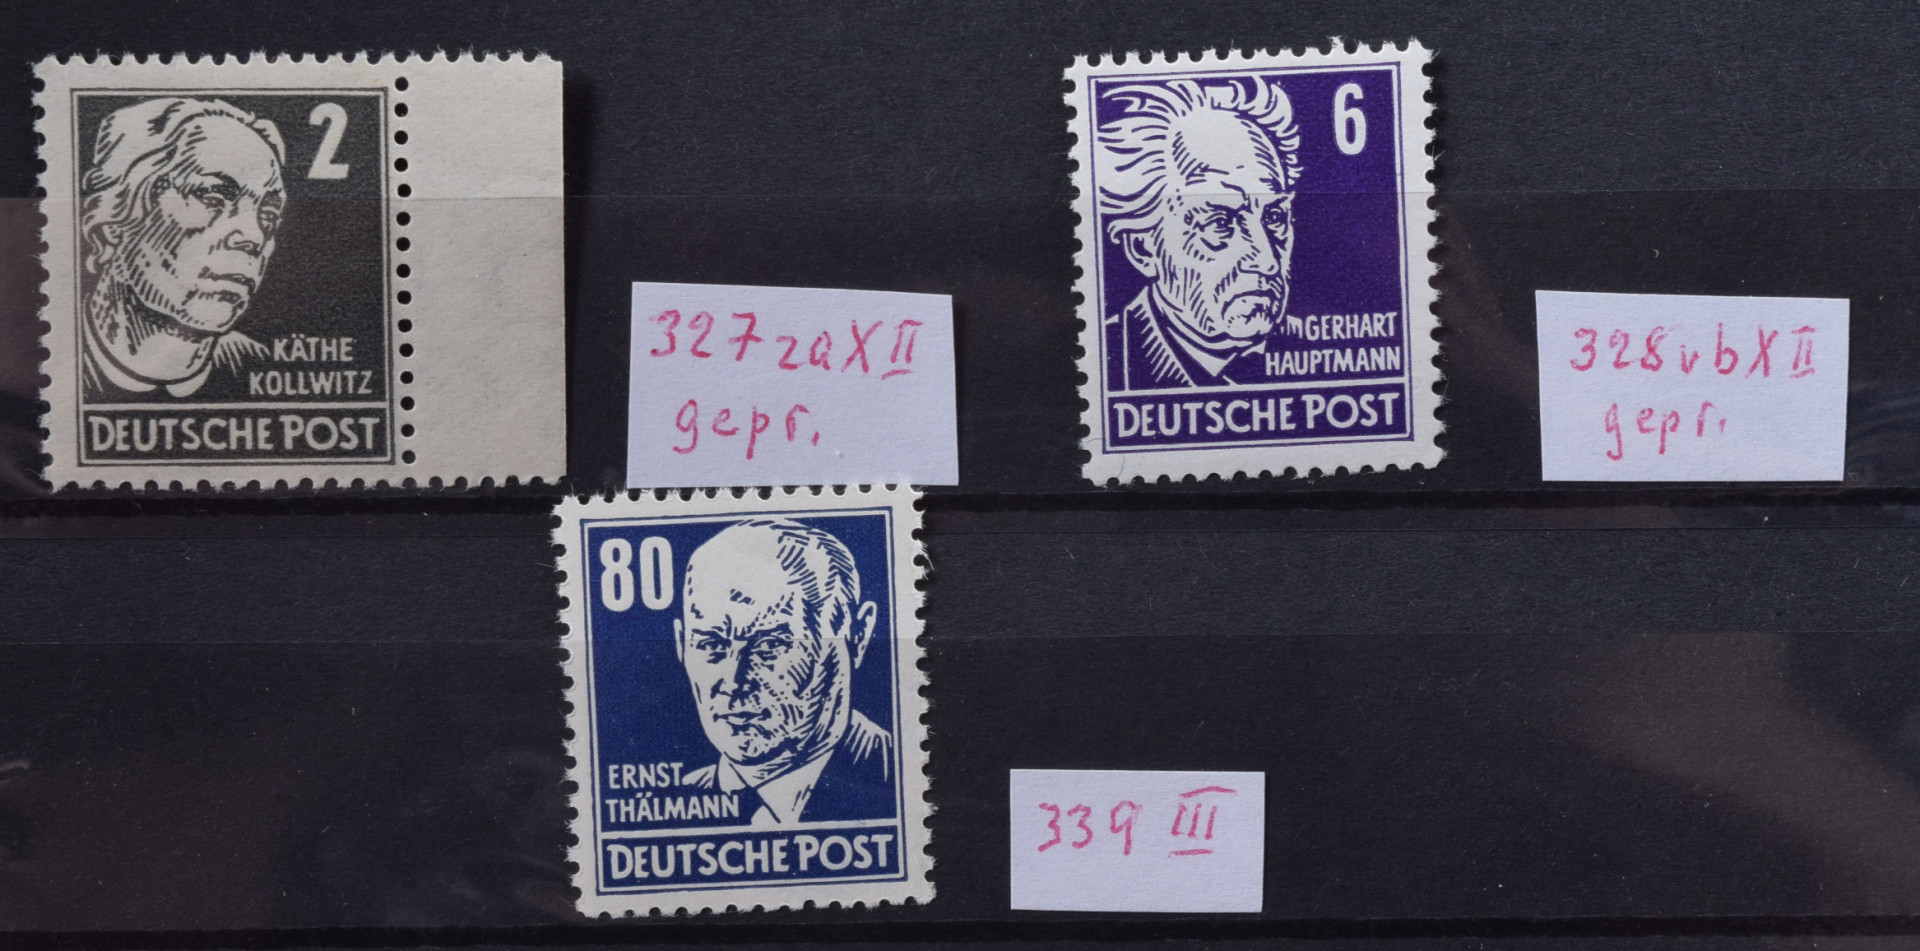 2
KÄTHE
KOLLWITZ
DEUTSCHE POST
327 za X II
gepr.
6
GERHART
HAUPTMANN
DEUTSCHE POST
328 vb X II
gepr.
80
ERNST
THÄLMANN
DEUTSCHE POST
339 III